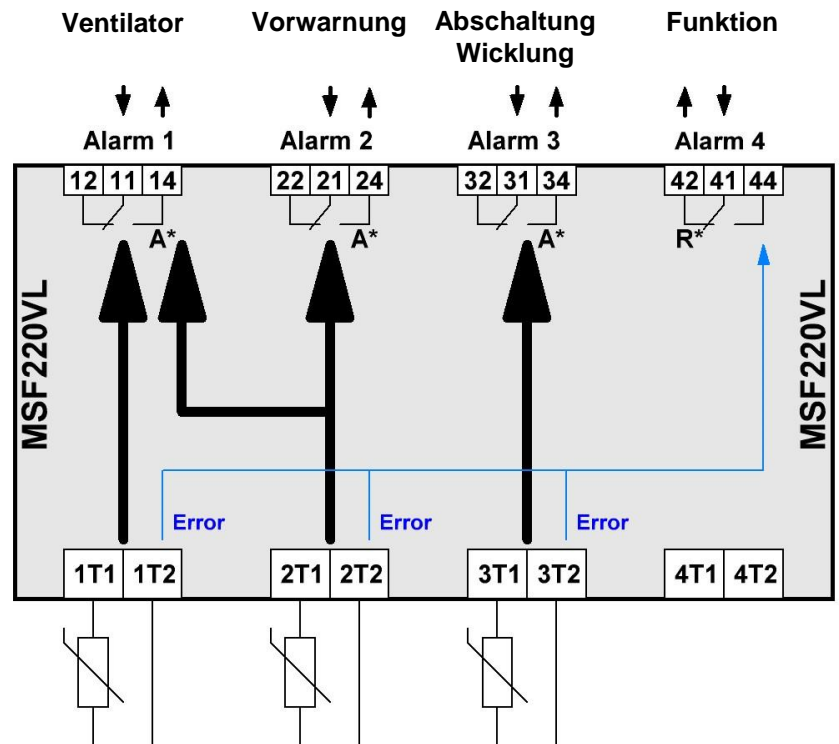 Ventilator Vorwarnung Abschaltung Wicklung Funktion
Alarm 1 Alarm 2 Alarm 3 Alarm 4
12 11 14 22 21 24 32 31 34 42 41 44
A* A* A* R*
MSF220VL MSF220VL
Error Error Error
1T1 1T2 2T1 2T2 3T1 3T2 4T1 4T2